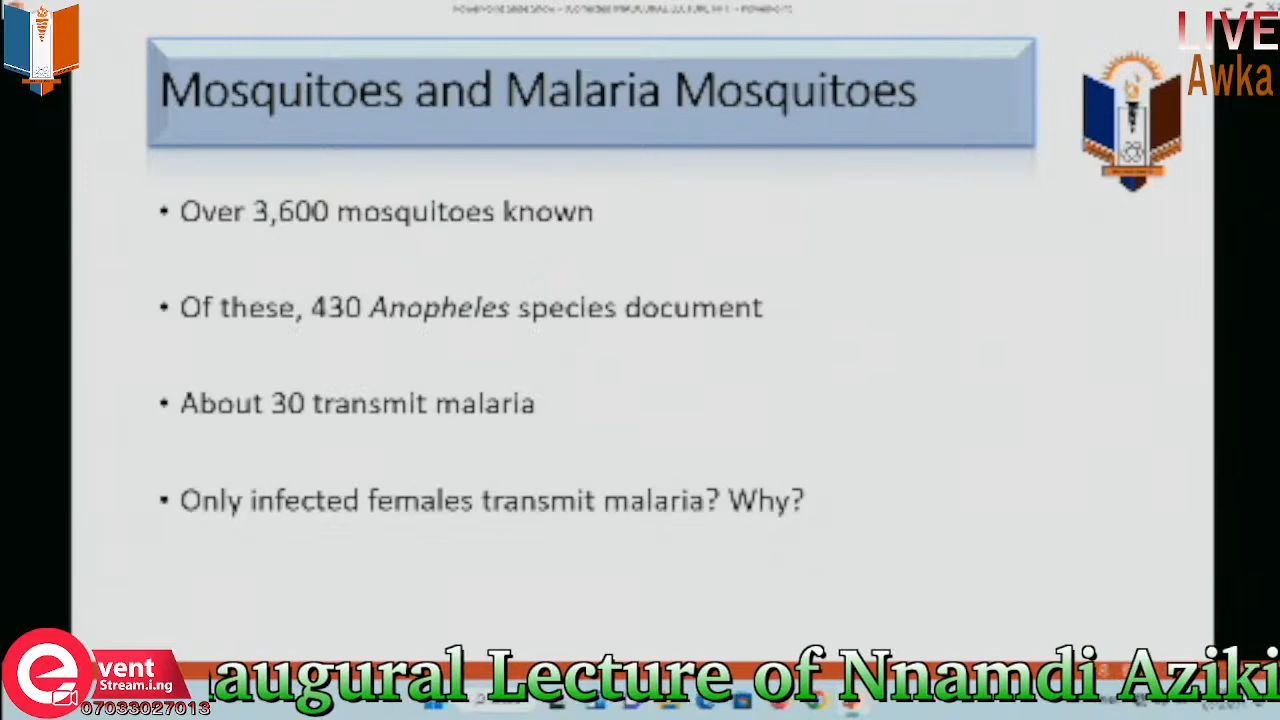 LIVE
Awka
Mosquitoes and Malaria Mosquitoes
• Over 3,600 mosquitoes known
• Of these, 430 Anopheles species document
• About 30 transmit malaria
• Only infected females transmit malaria? Why?
event
Stream.i.ng
07033027013
augural Lecture of Nnamdi Aziki